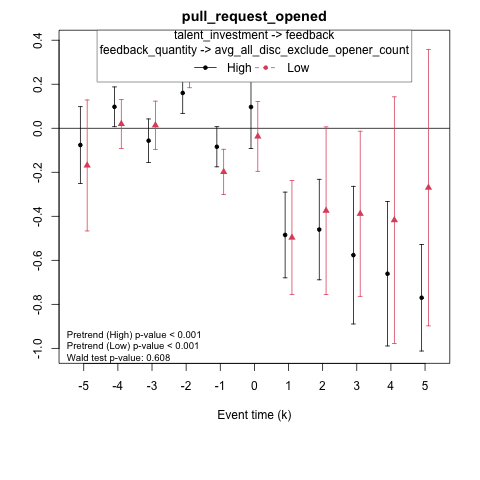 pull_request_opened
talent_investment -> feedback
feedback_quantity -> avg_all_disc_exclude_opener_count
High Low
0.4
0.2
0.0
-0.2
-0.4
-0.6
-0.8
-1.0
Pretrend (High) p-value < 0.001
Pretrend (Low) p-value < 0.001
Wald test p-value: 0.608
-5 -4 -3 -2 -1 0 1 2 3 4 5
Event time (k)